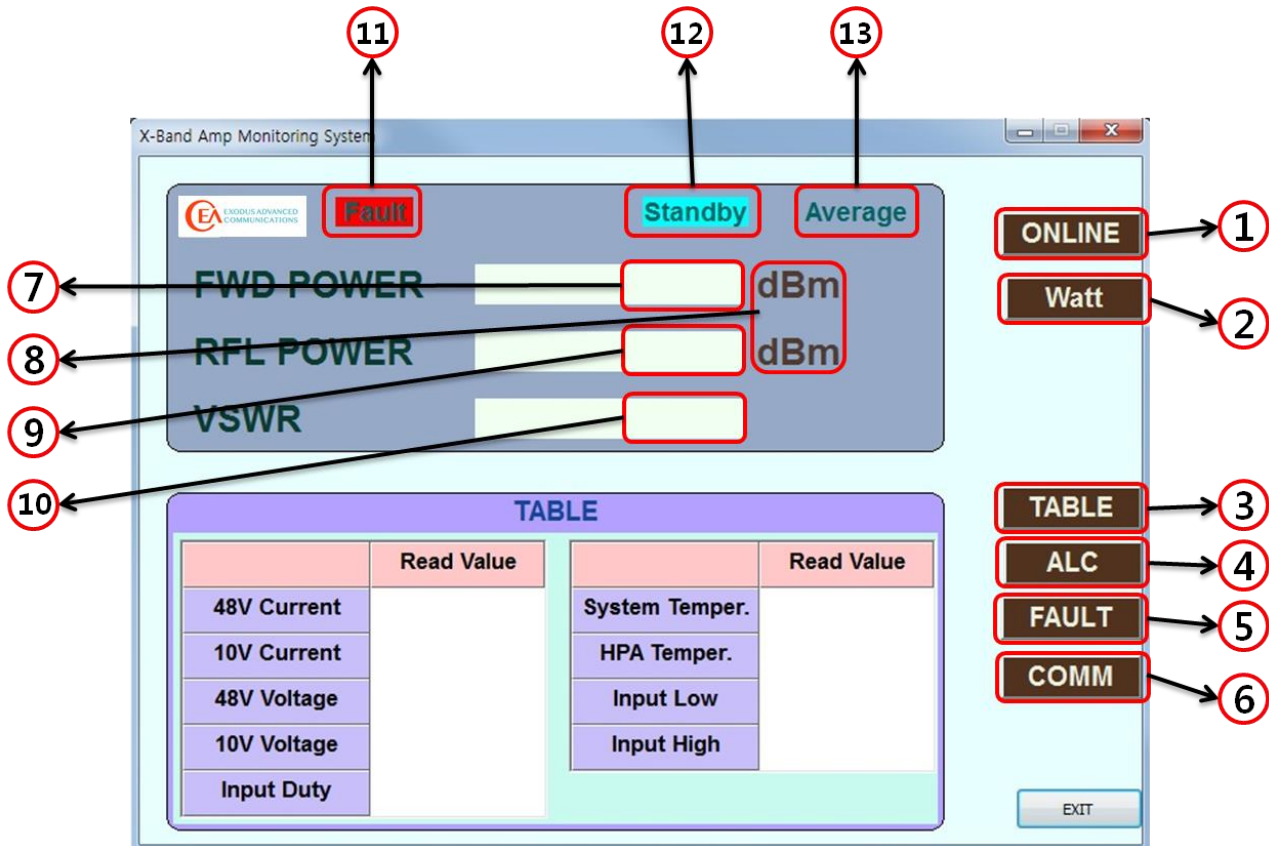 11 12 13
X-Band Amp Monitoring System
EXODUS ADVANCED
COMMUNICATIONS
CEA
Fault Standby Average
ONLINE 1
Watt 2
7 FWD POWER dBm
8 RFL POWER dBm
9 VSWR
10
TABLE
Read Value
48V Current
10V Current
48V Voltage
10V Voltage
Input Duty
Read Value
System Temper.
HPA Temper.
Input Low
Input High
TABLE 3
ALC 4
FAULT 5
COMM 6
EXIT